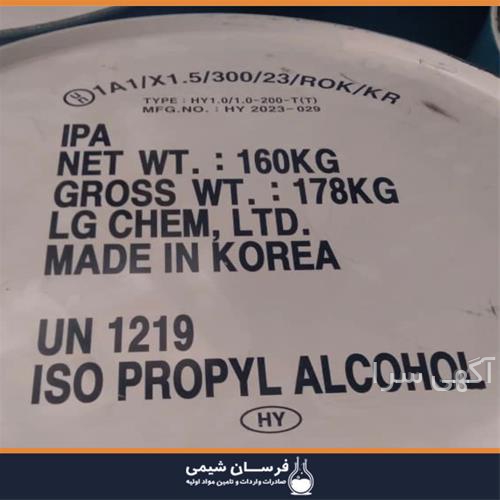 1A1/X1.5/300/23/ROK/KR
TYPE : HY1.0/1.0-200-T(T)
MFG.NO. : HY 2023-029
IPA
NET WT. : 160KG
GROSS WT. : 178KG
LG CHEM, LTD.
MADE IN KOREA
UN 1219
ISO PROPYL ALCOHOL
آگهی سرا
HY
فرسان شیمی
صادرات واردات و تامین مواد اولیه